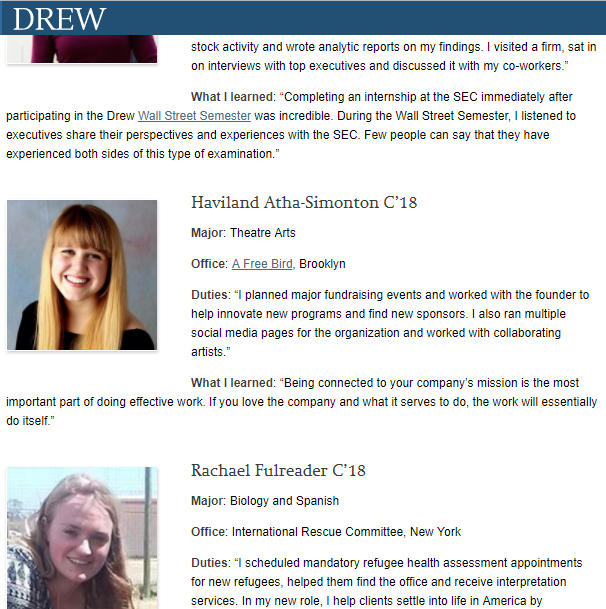 DREW
stock activity and wrote analytic reports on my findings. I visited a firm, sat in
on interviews with top executives and discussed it with my co-workers.”
What I learned: “Completing an internship at the SEC immediately after
participating in the Drew Wall Street Semester was incredible. During the Wall Street Semester, I listened to
executives share their perspectives and experiences with the SEC. Few people can say that they have
experienced both sides of this type of examination.”
Haviland Atha-Simonton C’18
Major: Theatre Arts
Office: A Free Bird, Brooklyn
Duties: “I planned major fundraising events and worked with the founder to
help innovate new programs and find new sponsors. I also ran multiple
social media pages for the organization and worked with collaborating
artists.”
What I learned: “Being connected to your company’s mission is the most
important part of doing effective work. If you love the company and what it serves to do, the work will essentially
do itself.”
Rachael Fulreader C’18
Major: Biology and Spanish
Office: International Rescue Committee, New York
Duties: “I scheduled mandatory refugee health assessment appointments
for new refugees, helped them find the office and receive interpretation
services. In my new role, I help clients settle into life in America by